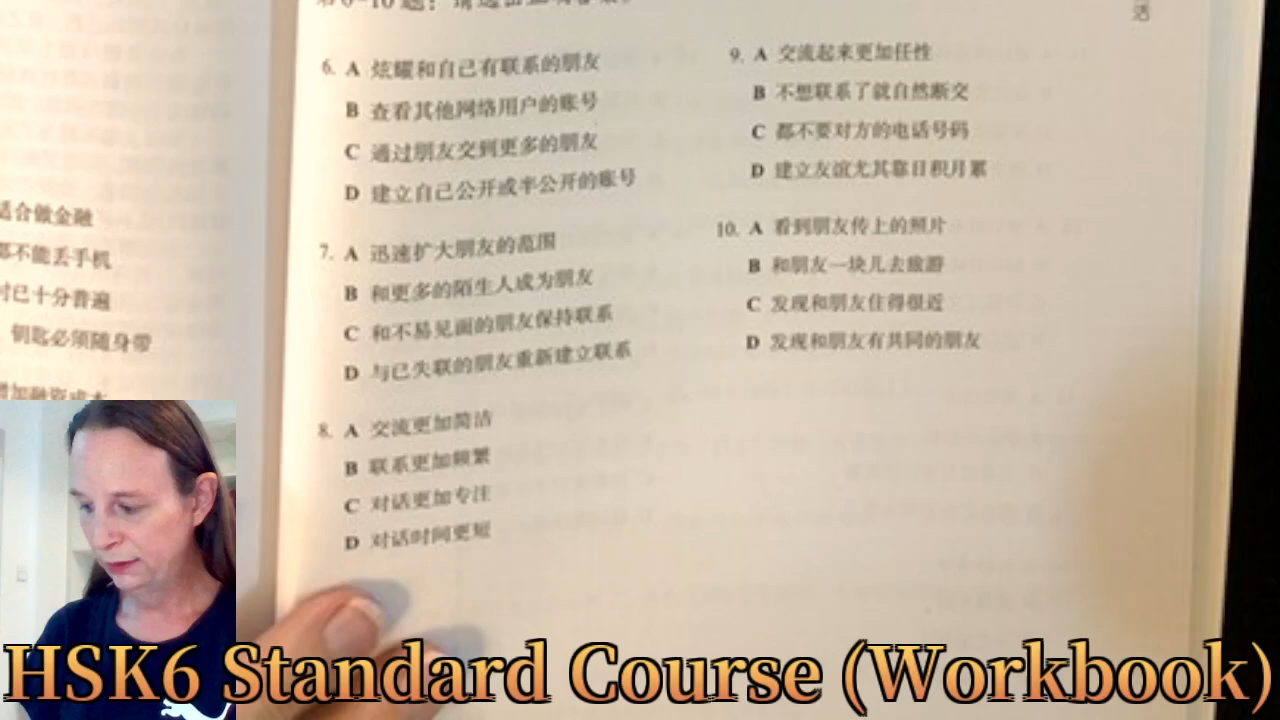 适合做金融
都不能丢手机
时已十分普遍
钥匙必须随身带
6. A 炫耀和自己有联系的朋友
B 查看其他网络用户的账号
C 通过朋友交到更多的朋友
D 建立自己公开或半公开的账号
7. A 迅速扩大朋友的范围
B 和更多的陌生人成为朋友
C 和不易见面的朋友保持联系
D 与已失联的朋友重新建立联系
8. A 交流更加简洁
B 联系更加频繁
C 对话更加专注
D 对话时间更短
活
9. A 交流起来更加任性
B 不想联系了就自然断交
C 都不要对方的电话号码
D 建立友谊尤其靠日积月累
10. A 看到朋友传上的照片
B 和朋友一块儿去旅游
C 发现和朋友住得很近
D 发现和朋友有共同的朋友
HSK6 Standard Course (Workbook)